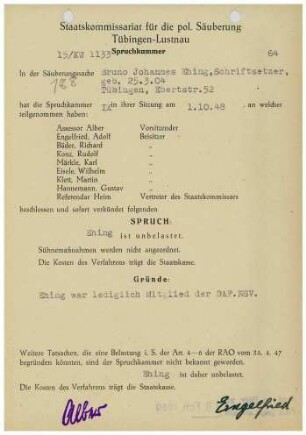 Staatskommissariat für die pol. Säuberung
Tübingen-Lustnau
15/KW 1133 Spruchkammer 64
In der Säuberungssache Bruno Johannes Ehing, Schriftsetzer,
geb. 25.3.04
188 Tübingen, Ebertstr.52
hat die Spruchkammer IX in ihrer Sitzung am 1.10.48 an welcher
teilgenommen haben:
Assessor Alber Vorsitzender
Engelfried, Adolf Beisitzer
Bäder, Richard "
Konz, Rudolf "
Märkle, Karl "
Eisele, Wilhelm "
Klett, Martin "
Hannemann, Gustav "
Referendar Heim Vertreter des Staatskommissars
beschlossen und sofort verkündet folgenden
SPRUCH:
Ehing ist unbelastet.
Sühnemaßnahmen werden nicht angeordnet.
Die Kosten des Verfahrens trägt die Staatskasse.
Gründe:
Ehing war lediglich Mitglied der DAF.NSV.
Weitere Tatsachen, die eine Belastung i. S. der Art. 4—6 der RAO vom 24. 4. 47
begründen könnten, sind der Spruchkammer nicht bekannt geworden.
Ehing ist daher unbelastet.
Die Kosten des Verfahrens trägt die Staatskasse.
Alber Engelfried